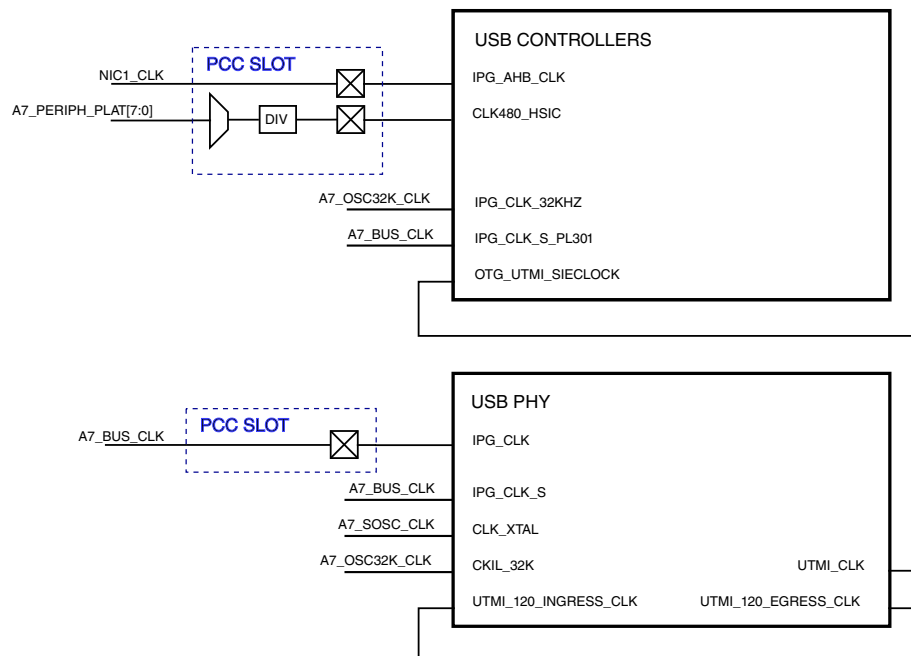 USB CONTROLLERS
PCC SLOT
NIC1_CLK
IPG_AHB_CLK
A7_PERIPH_PLAT[7:0]
DIV
CLK480_HSIC
A7_OSC32K_CLK
IPG_CLK_32KHZ
A7_BUS_CLK
IPG_CLK_S_PL301
OTG_UTMI_SIECLOCK
USB PHY
PCC SLOT
A7_BUS_CLK
IPG_CLK
A7_BUS_CLK
IPG_CLK_S
A7_SOSC_CLK
CLK_XTAL
A7_OSC32K_CLK
CKIL_32K
UTMI_CLK
UTMI_120_INGRESS_CLK
UTMI_120_EGRESS_CLK